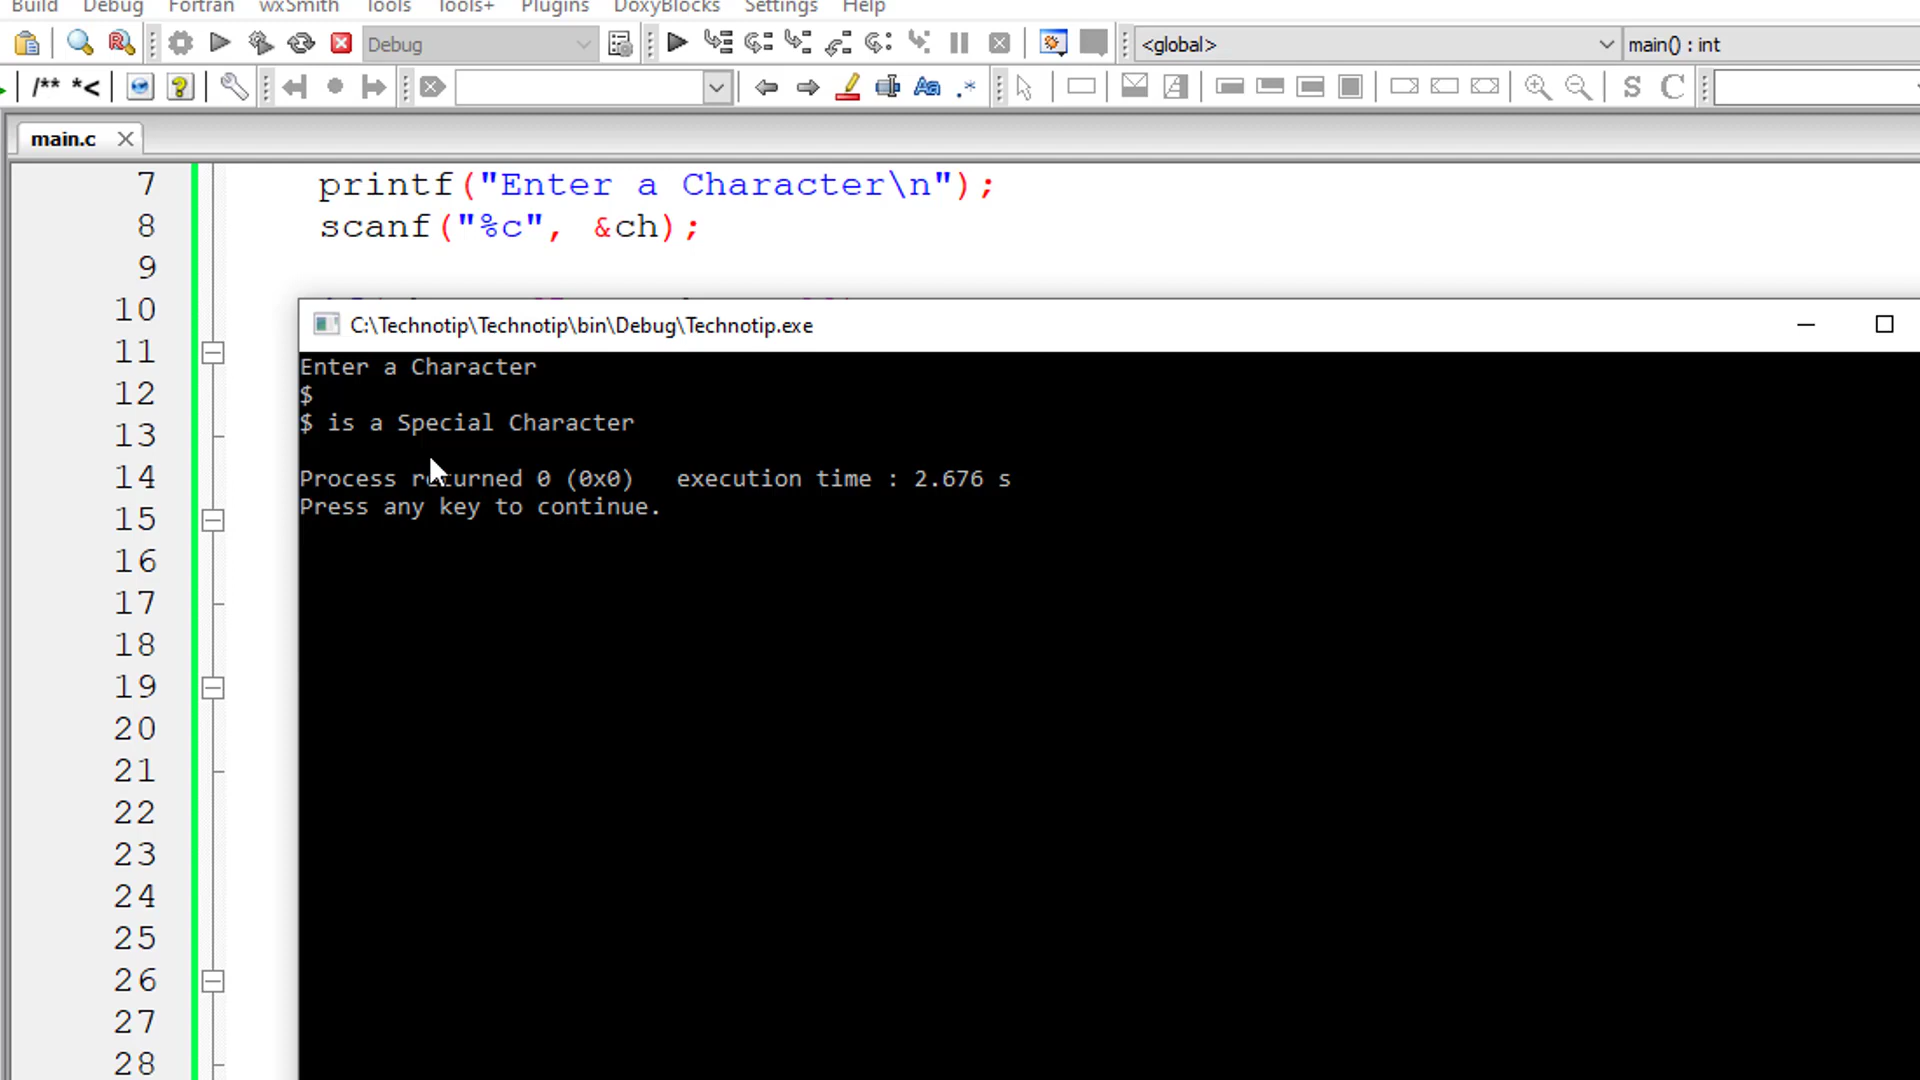 Build Debug Fortran wxSmith Tools Tools+ Plugins DoxyBlocks Settings Help
Debug <global> main() : int
/** *<
main.c
7 printf("Enter a Character\n");
8 scanf("%c", &ch);
9
10
C:\Technotip\Technotip\bin\Debug\Technotip.exe
11
Enter a Character
12 $
13 $ is a Special Character
14 Process returned 0 (0x0)   execution time : 2.676 s
15 Press any key to continue.
16
17
18
19
20
21
22
23
24
25
26
27
28